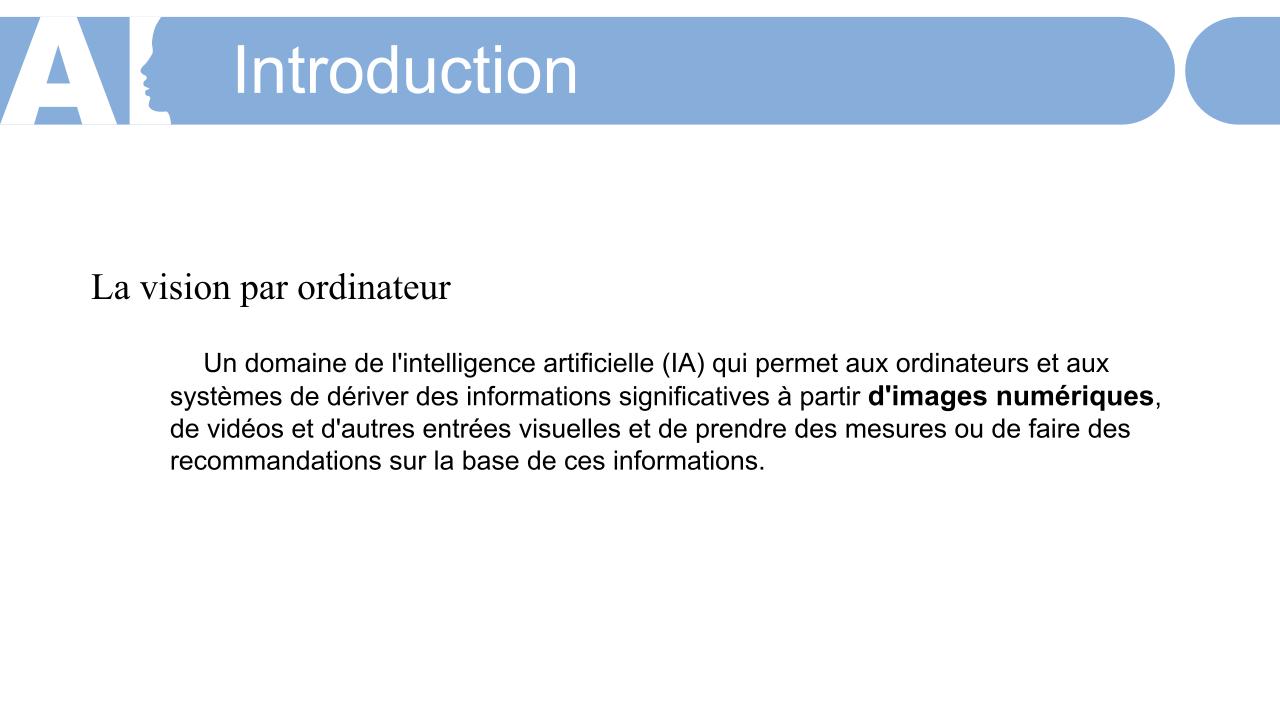 AI
Introduction
La vision par ordinateur
Un domaine de l'intelligence artificielle (IA) qui permet aux ordinateurs et aux
systèmes de dériver des informations significatives à partir d'images numériques,
de vidéos et d'autres entrées visuelles et de prendre des mesures ou de faire des
recommandations sur la base de ces informations.